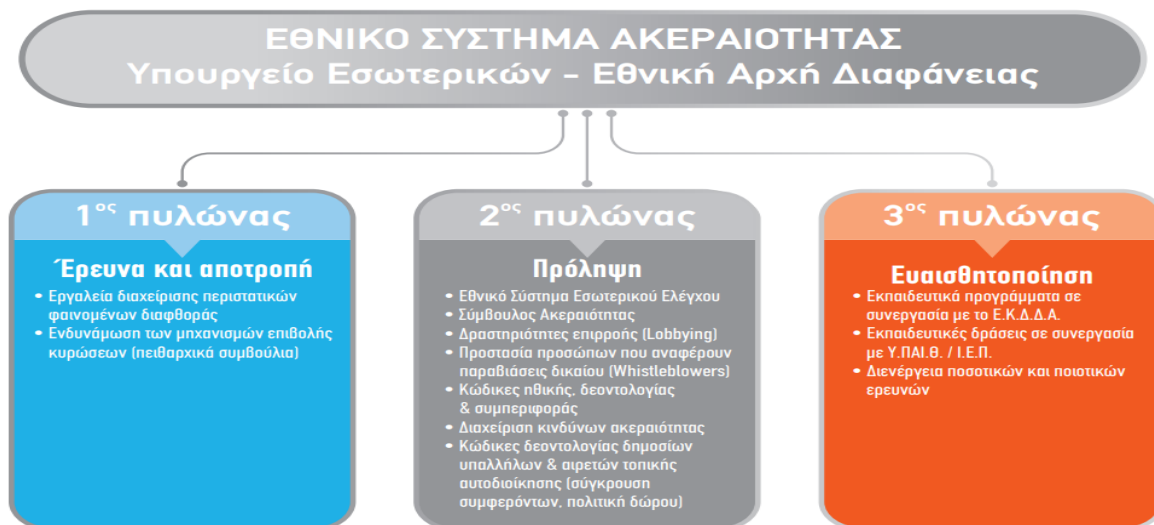 ΕΘΝΙΚΟ ΣΥΣΤΗΜΑ ΑΚΕΡΑΙΟΤΗΤΑΣ
Υπουργείο Εσωτερικών – Εθνική Αρχή Διαφάνειας
1ος πυλώνας
Έρευνα και αποτροπή
• Εργαλεία διαχείρισης περιστατικών
φαινομένων διαφθοράς
• Ενδυνάμωση των μηχανισμών επιβολής
κυρώσεων (πειθαρχικά συμβούλια)
2ος πυλώνας
Πρόληψη
• Εθνικό Σύστημα Εσωτερικού Ελέγχου
• Σύμβουλος Ακεραιότητας
• Δραστηριότητες επιρροής (Lobbying)
• Προστασία προσώπων που αναφέρουν
παραβιάσεις δικαίου (Whistleblowers)
• Κώδικες ηθικής, δεοντολογίας
& συμπεριφοράς
• Διαχείριση κινδύνων ακεραιότητας
• Κώδικες δεοντολογίας δημοσίων
υπαλλήλων & αιρετών τοπικής
αυτοδιοίκησης (σύγκρουση
συμφερόντων, πολιτική δώρου)
3ος πυλώνας
Ευαισθητοποίηση
• Εκπαιδευτικά προγράμματα σε
συνεργασία με το Ε.Κ.Δ.Δ.Α.
• Εκπαιδευτικές δράσεις σε συνεργασία
με Υ.ΠΑΙ.Θ. / Ι.Ε.Π.
• Διενέργεια ποσοτικών και ποιοτικών
ερευνών